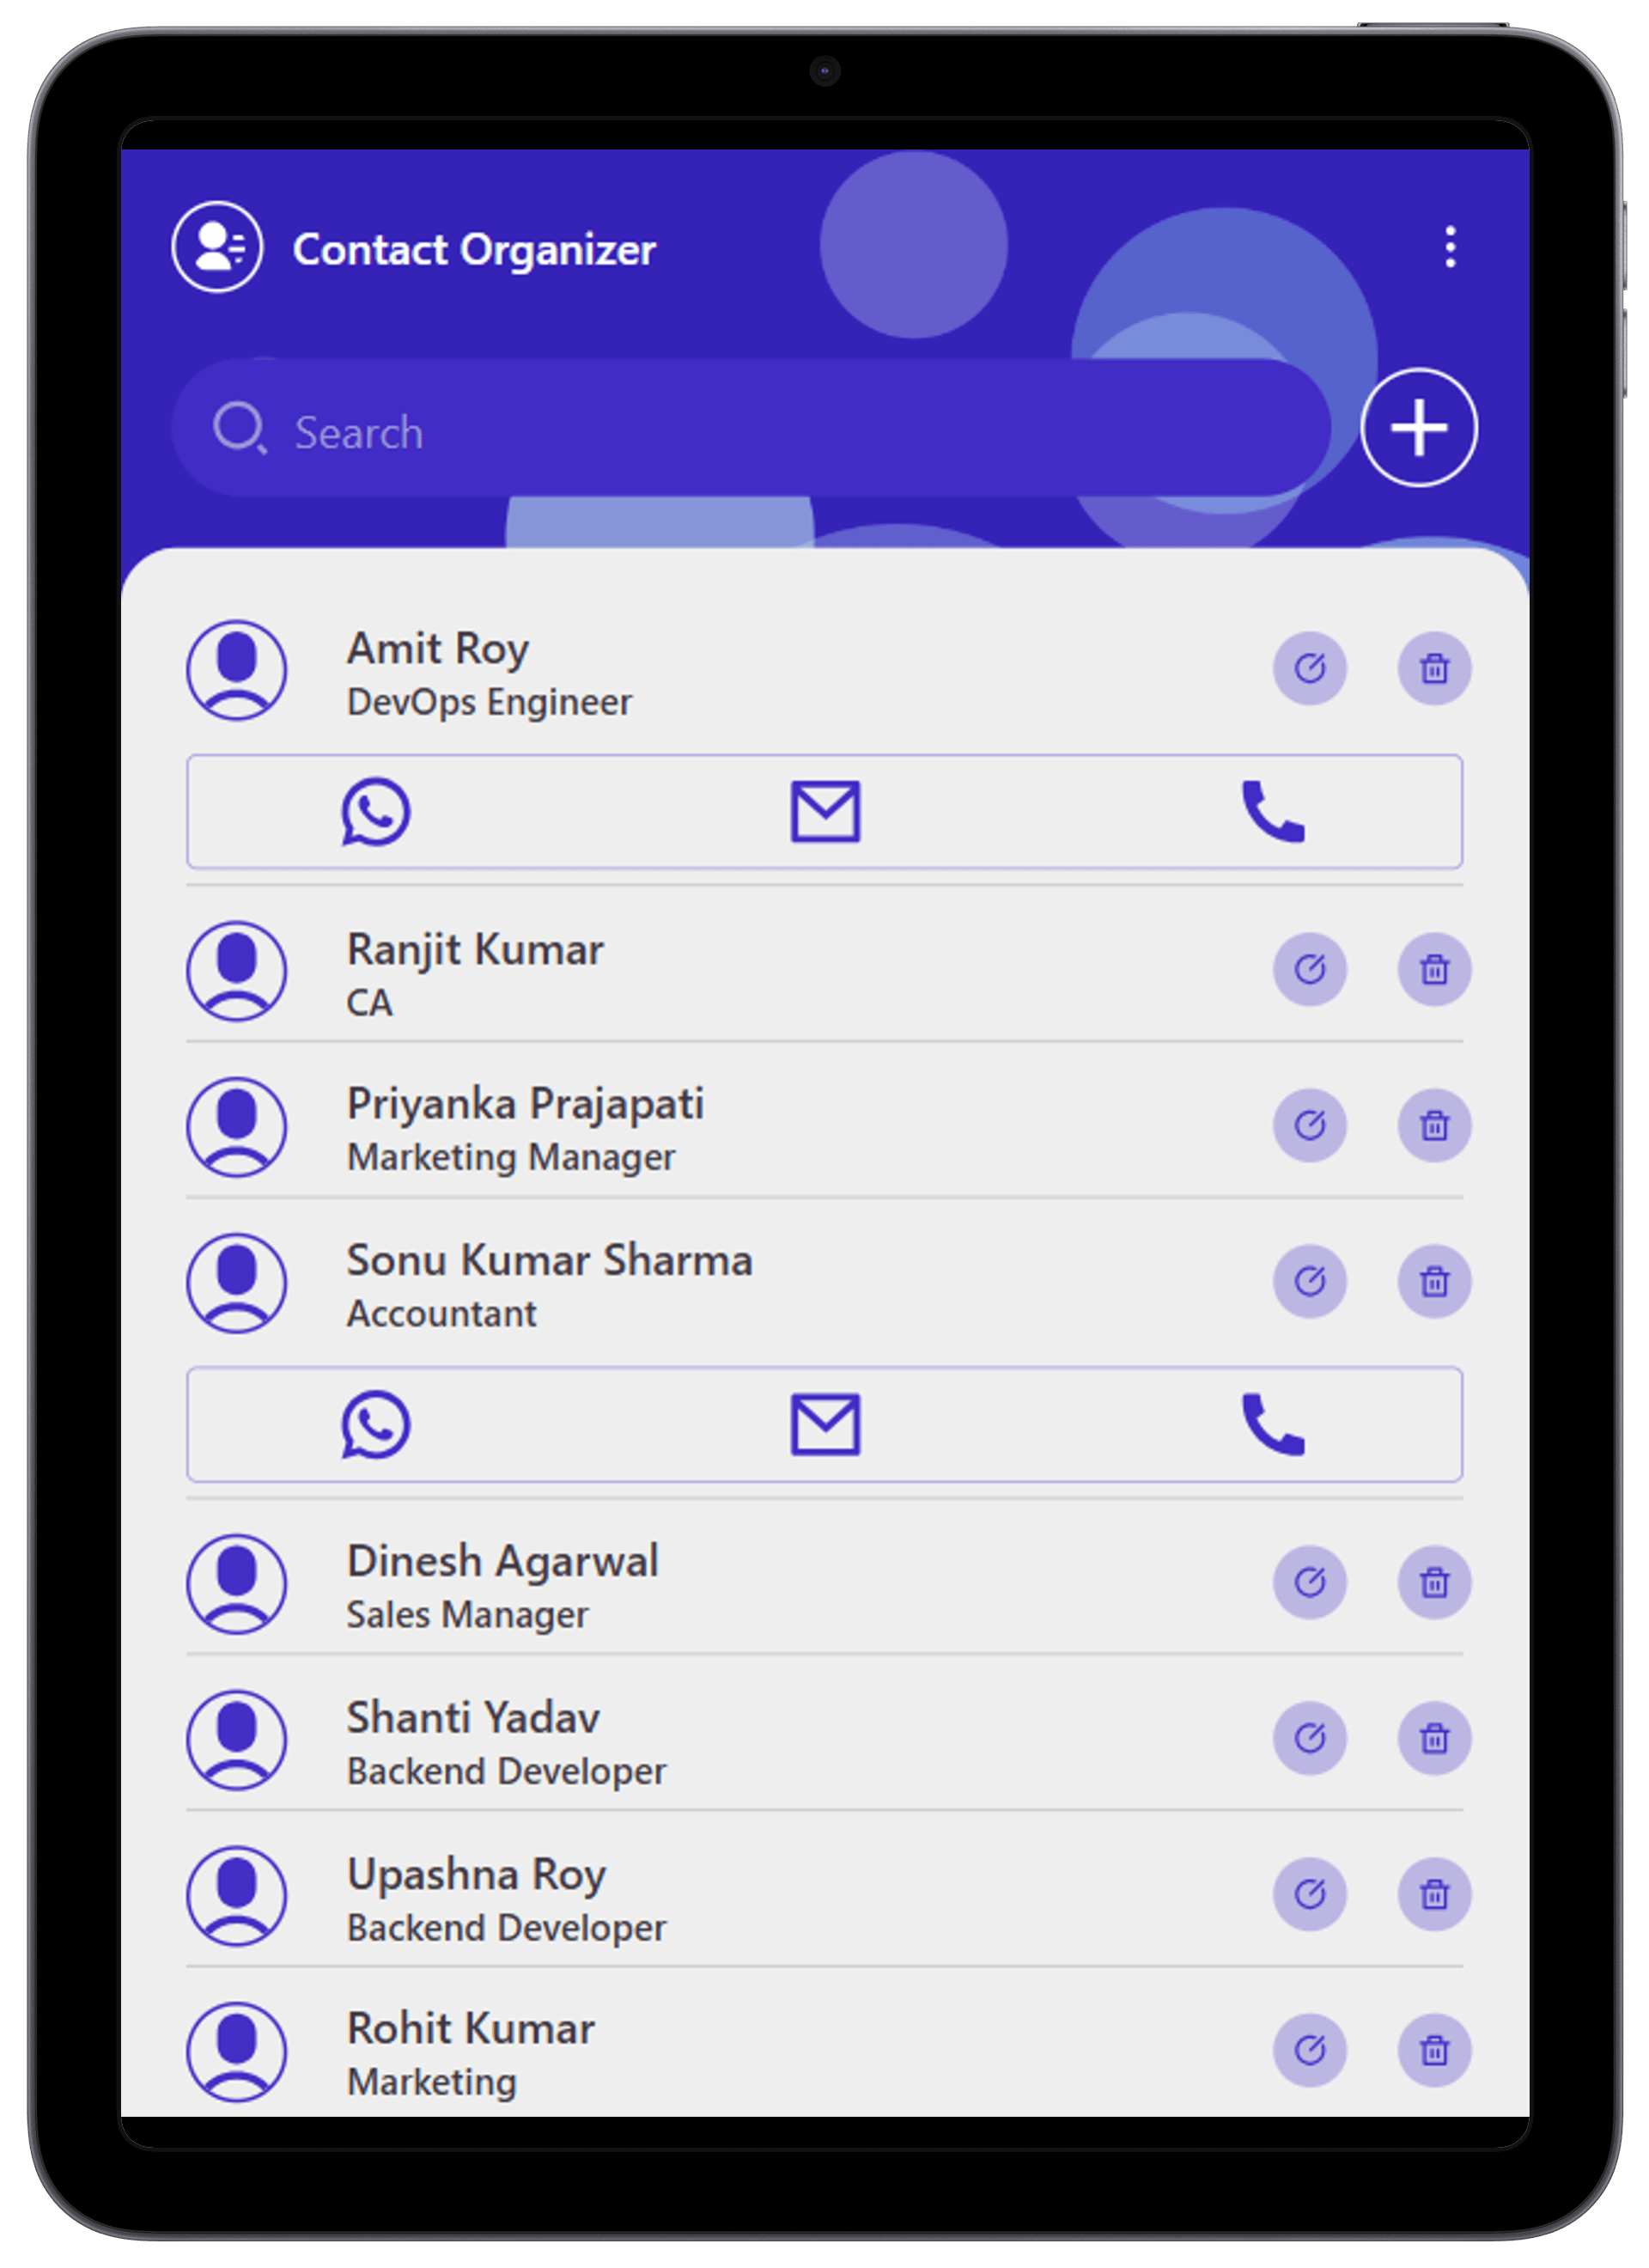 Contact Organizer
Search
Amit Roy
DevOps Engineer
Ranjit Kumar
CA
Priyanka Prajapati
Marketing Manager
Sonu Kumar Sharma
Accountant
Dinesh Agarwal
Sales Manager
Shanti Yadav
Backend Developer
Upashna Roy
Backend Developer
Rohit Kumar
Marketing